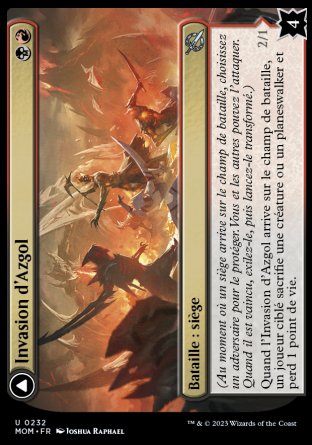 Invasion d'Azgol
Bataille : siège
(Au moment où un siège arrive sur le champ de bataille, choisissez
un adversaire pour le protéger. Vous et les autres pouvez l'attaquer.
Quand il est vaincu, exilez-le, puis lancez-le transformé.)
Quand l'Invasion d'Azgol arrive sur le champ de bataille,
un joueur ciblé sacrifie une créature ou un planeswalker et
perd 1 point de vie.
2/1
4
U 0232
MOM • FR Joshua Raphael
™ & © 2023 Wizards of the Coast